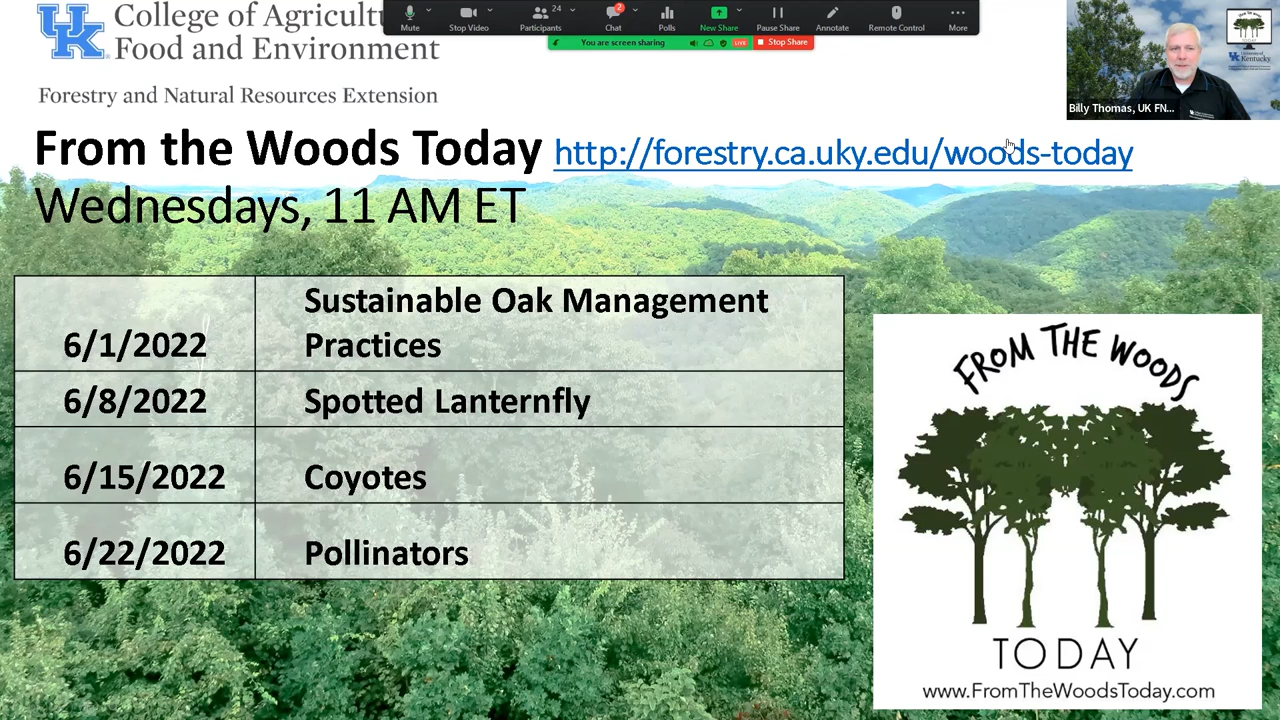 College of Agricultu
Food and Environment
Forestry and Natural Resources Extension
Mute
Stop Video
24
Participants
2
Chat
Polls
New Share
Pause Share
Remote Control
Annotate
More
You are screen sharing
LIVE
Stop Share
Billy Thomas, UK FN...
From the Woods Today http://forestry.ca.uky.edu/woods-today
Wednesdays, 11 AM ET
6/1/2022 Sustainable Oak Management
Practices
6/8/2022 Spotted Lanternfly
6/15/2022 Coyotes
6/22/2022 Pollinators
FROM THE WOODS
TODAY
www.FromTheWoodsToday.com